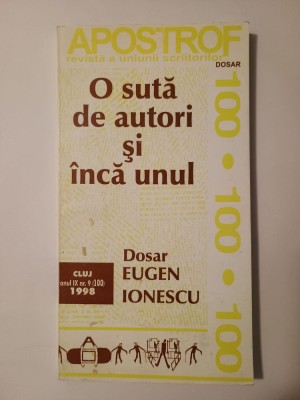 APOSTROF
revistă a uniunii scriitorilor
DOSAR
100 • 100 • 100
O sută
de autori
şi
încă unul
Dosar
EUGEN
IONESCU
CLUJ
anul IX nr. 9 (100)
1998